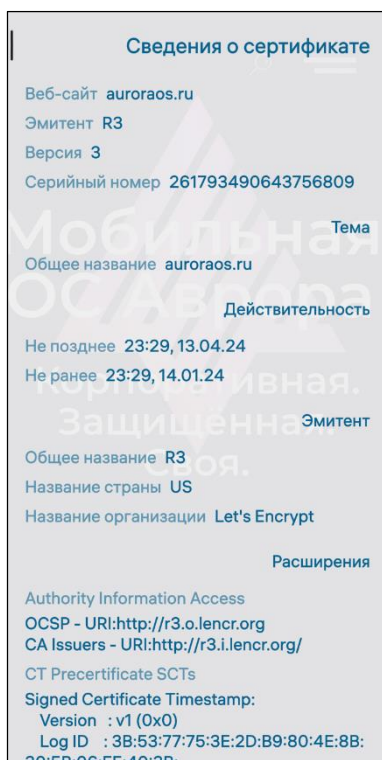 Сведения о сертификате
Веб-сайт auroraos.ru
Эмитент R3
Версия 3
Серийный номер 261793490643756809
Тема
Общее название auroraos.ru
Действительность
Не позднее 23:29, 13.04.24
Не ранее 23:29, 14.01.24
Эмитент
Общее название R3
Название страны US
Название организации Let's Encrypt
Расширения
Authority Information Access
OCSP - URI:http://r3.o.lencr.org
CA Issuers - URI:http://r3.i.lencr.org/
CT Precertificate SCTs
Signed Certificate Timestamp:
Version : v1 (0x0)
Log ID : 3B:53:77:75:3E:2D:B9:80:4E:8B:
Мобильная
ОС Аврора
Корпоративная.
Защищённая.
Своя.